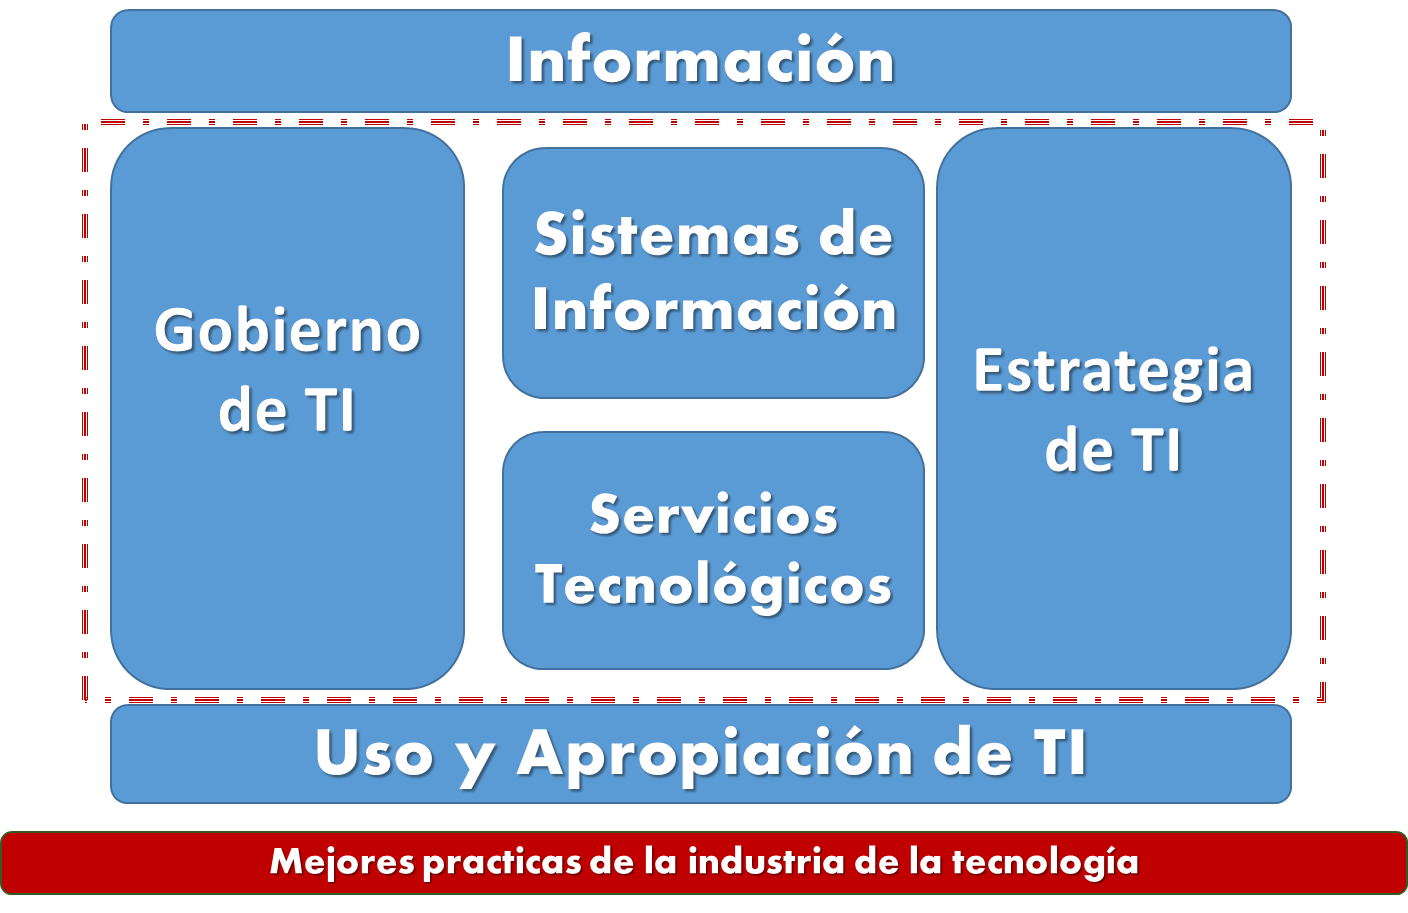 Información
Gobierno
de TI
Sistemas de
Información
Servicios
Tecnológicos
Estrategia
de TI
Uso y Apropiación de TI
Mejores practicas de la industria de la tecnología